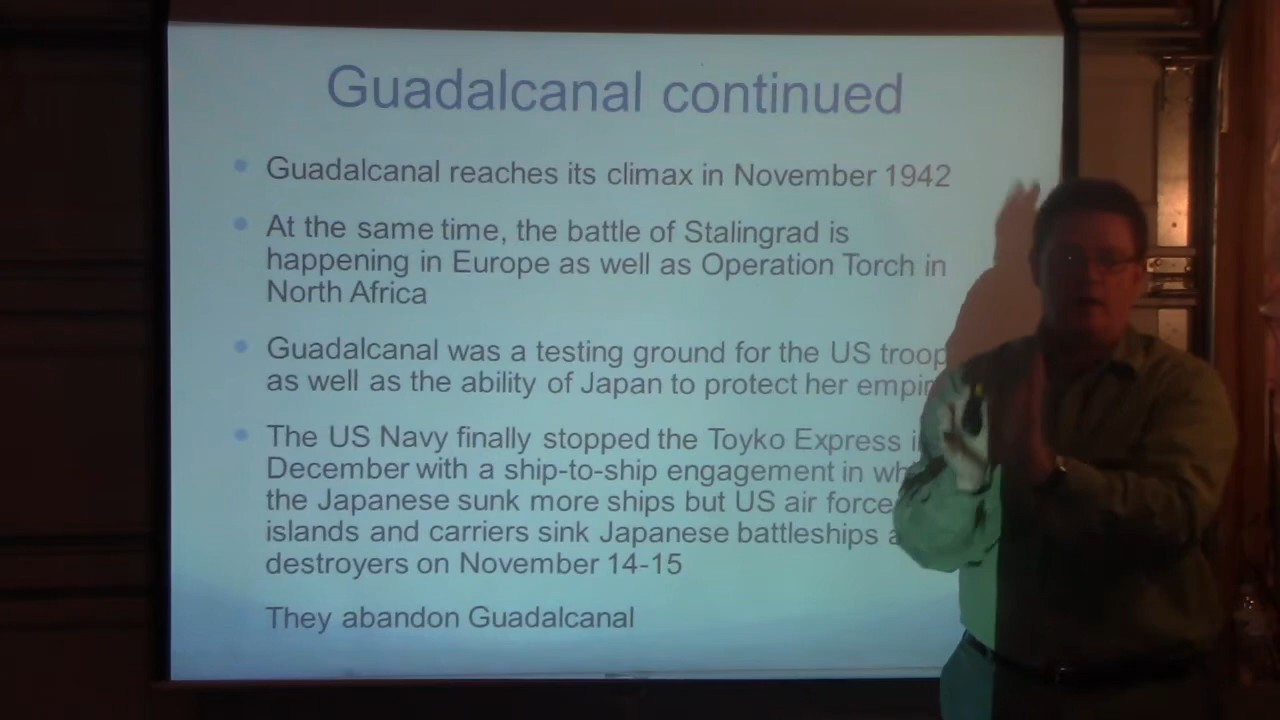 Guadalcanal continued
Guadalcanal reaches its climax in November 1942
At the same time, the battle of Stalingrad is
happening in Europe as well as Operation Torch in
North Africa
Guadalcanal was a testing ground for the US
as well as the ability of Japan to protect her
The US Navy finally stopped the Toyko Express
December with a ship-to-ship engagement in
the Japanese sunk more ships but US air
islands and carriers sink Japanese battleships
destroyers on November 14-15
They abandon Guadalcanal